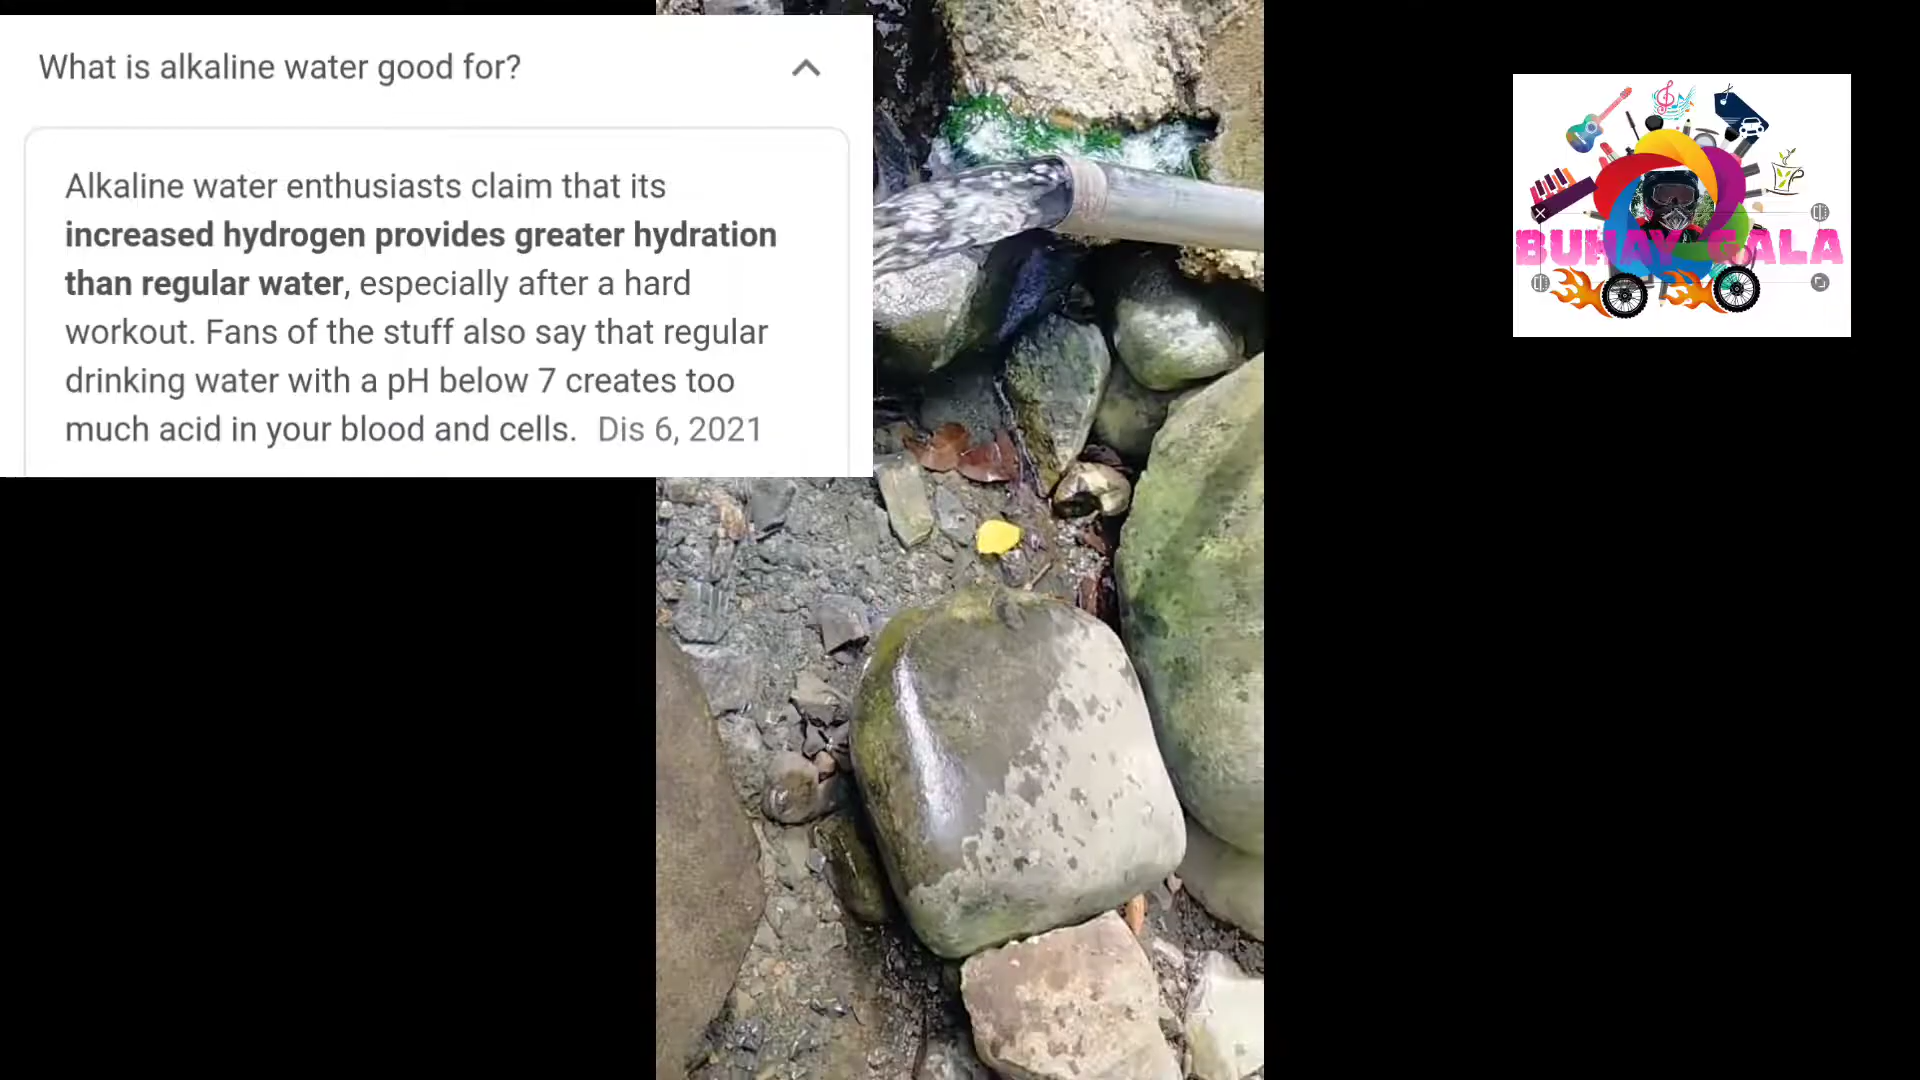 What is alkaline water good for?
Alkaline water enthusiasts claim that its
increased hydrogen provides greater hydration
than regular water, especially after a hard
workout. Fans of the stuff also say that regular
drinking water with a pH below 7 creates too
much acid in your blood and cells. Dis 6, 2021
BUHAY GALA